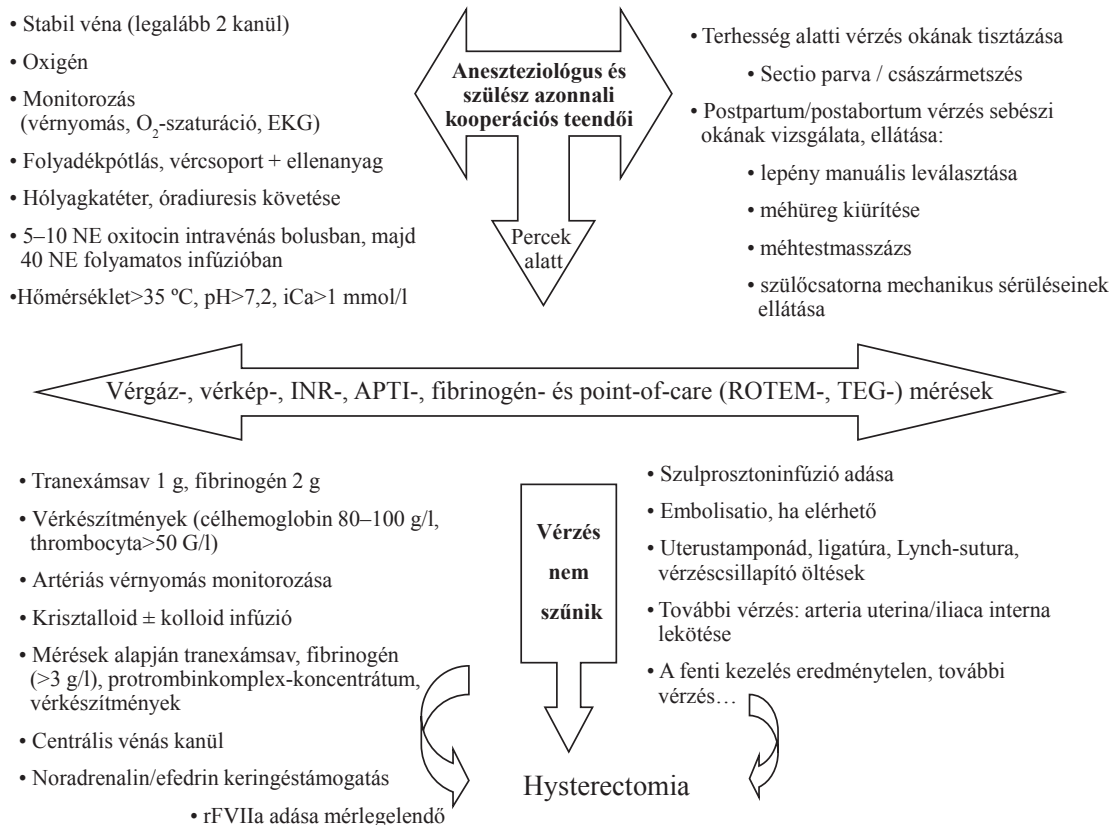 • Stabil véna (legalább 2 kanül)
• Oxigén
• Monitorozás
(vérnyomás, O₂-szaturáció, EKG)
• Folyadékpótlás, vércsoport + ellenanyag
• Hólyagkatéter, óradiuresis követése
• 5–10 NE oxitocin intravénás bolusban, majd
40 NE folyamatos infúzióban
•Hőmérséklet>35 ºC, pH>7,2, iCa>1 mmol/l
Aneszteziológus és
szülész azonnali
kooperációs teendői
Percek
alatt
• Terhesség alatti vérzés okának tisztázása
• Sectio parva / császármetszés
• Postpartum/postabortum vérzés sebészi
okának vizsgálata, ellátása:
• lepény manuális leválasztása
• méhüreg kiürítése
• méhtestmasszázs
• szülőcsatorna mechanikus sérüléseinek
ellátása
Vérgáz-, vérkép-, INR-, APTI-, fibrinogén- és point-of-care (ROTEM-, TEG-) mérések
• Tranexámsav 1 g, fibrinogén 2 g
• Vérkészítmények (célhemoglobin 80–100 g/l,
thrombocyta>50 G/l)
• Artériás vérnyomás monitorozása
• Krisztalloid ± kolloid infúzió
• Mérések alapján tranexámsav, fibrinogén
(>3 g/l), protrombinkomplex-koncentrátum,
vérkészítmények
• Centrális vénás kanül
• Noradrenalin/efedrin keringéstámogatás
• rFVIIa adása mérlegelendő
Vérzés
nem
szűnik
• Szulprosztoninfúzió adása
• Embolisatio, ha elérhető
• Uterustamponád, ligatúra, Lynch-sutura,
vérzéscsillapító öltések
• További vérzés: arteria uterina/iliaca interna
lekötése
• A fenti kezelés eredménytelen, további
vérzés…
Hysterectomia